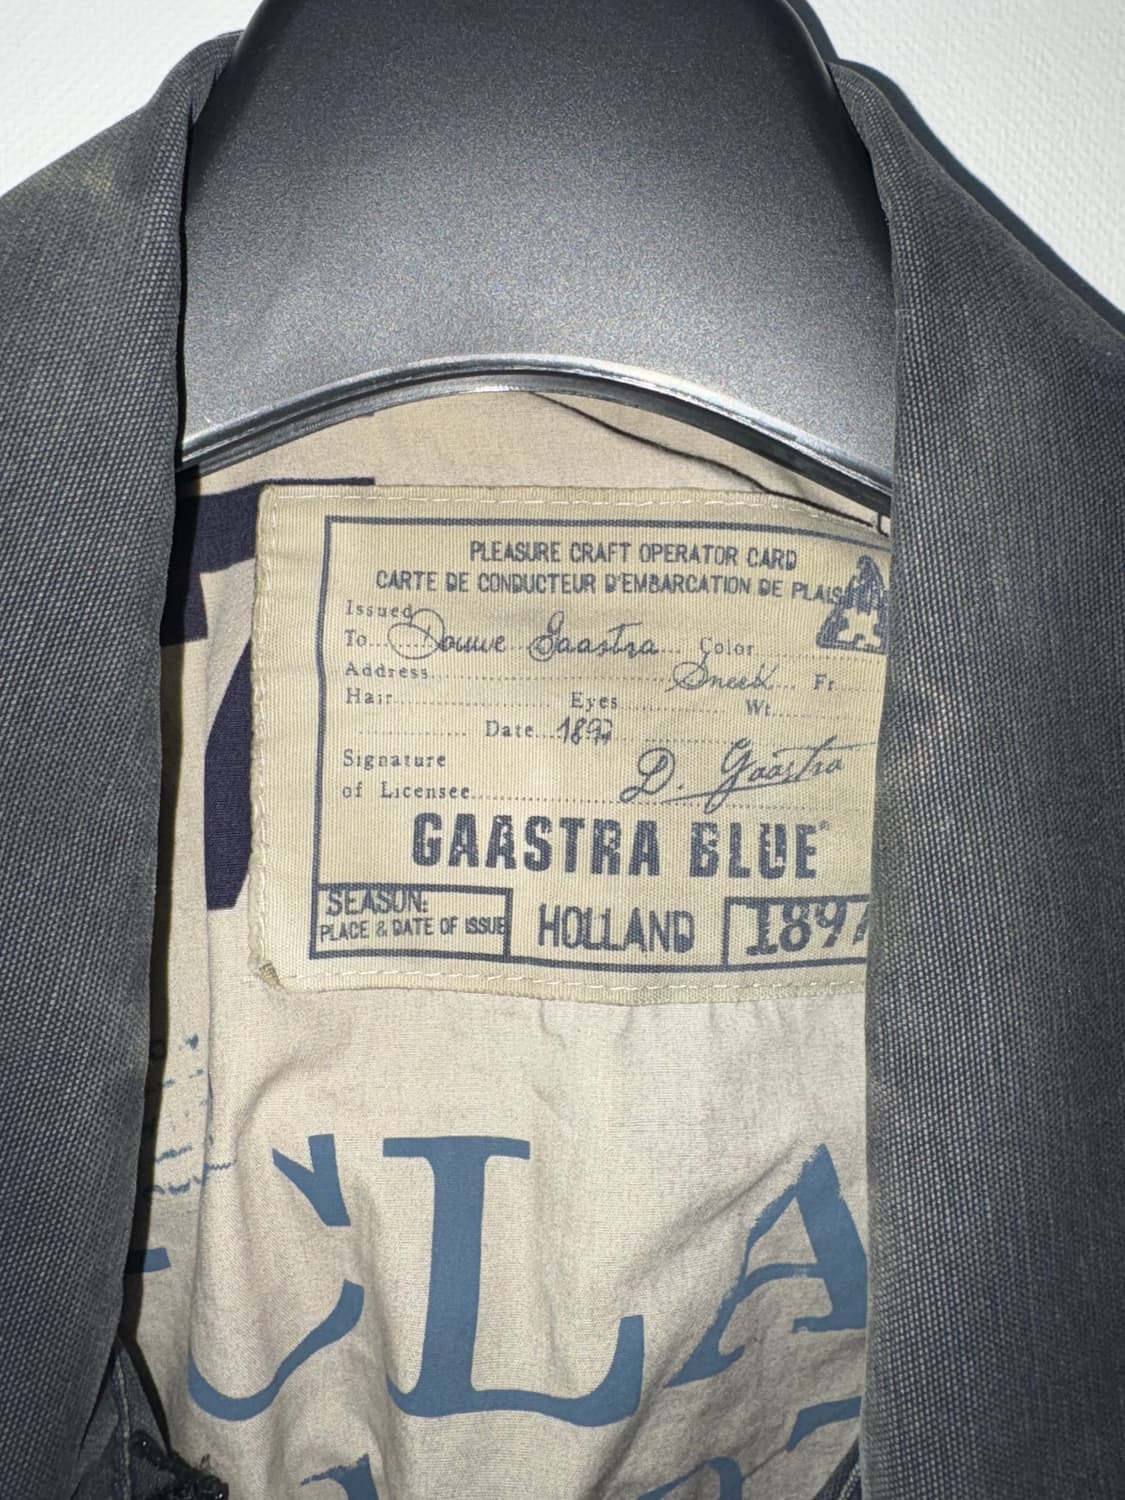 PLEASURE CRAFT OPERATOR CARD
CARTE DE CONDUCTEUR D'EMBARCATION DE PLAIS
Issued
To Douwe Gaastra Color
Address Sneek Fr
Hair Eyes Wt
Date 1897
Signature
of Licensee D. Gaastra
GAASTRA BLUE
SEASON:
PLACE & DATE OF ISSUE
HOLLAND
1897
CLA